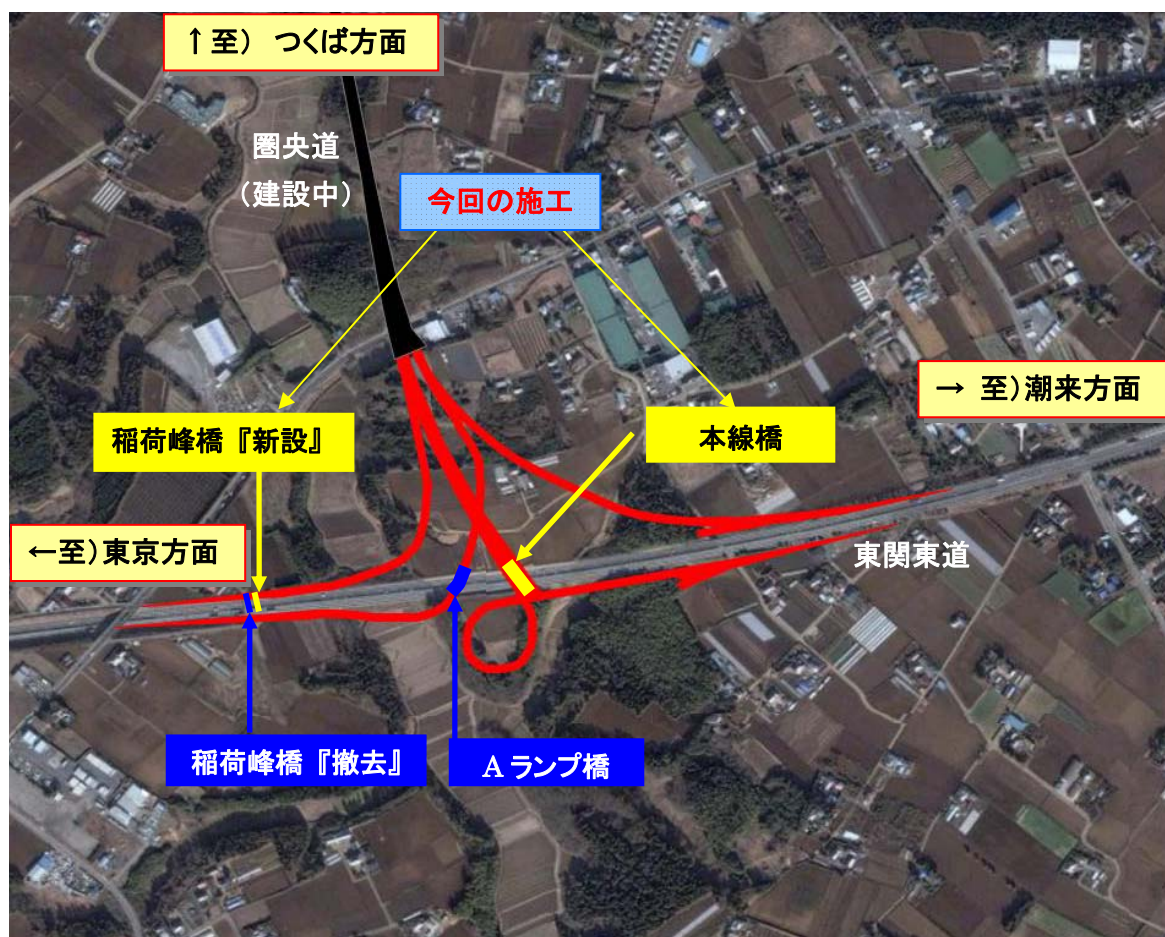 ↑至） つくば方面
圏央道
（建設中）
今回の施工
→ 至）潮来方面
稲荷峰橋『新設』
本線橋
←至）東京方面
東関東道
稲荷峰橋『撤去』
Aランプ橋